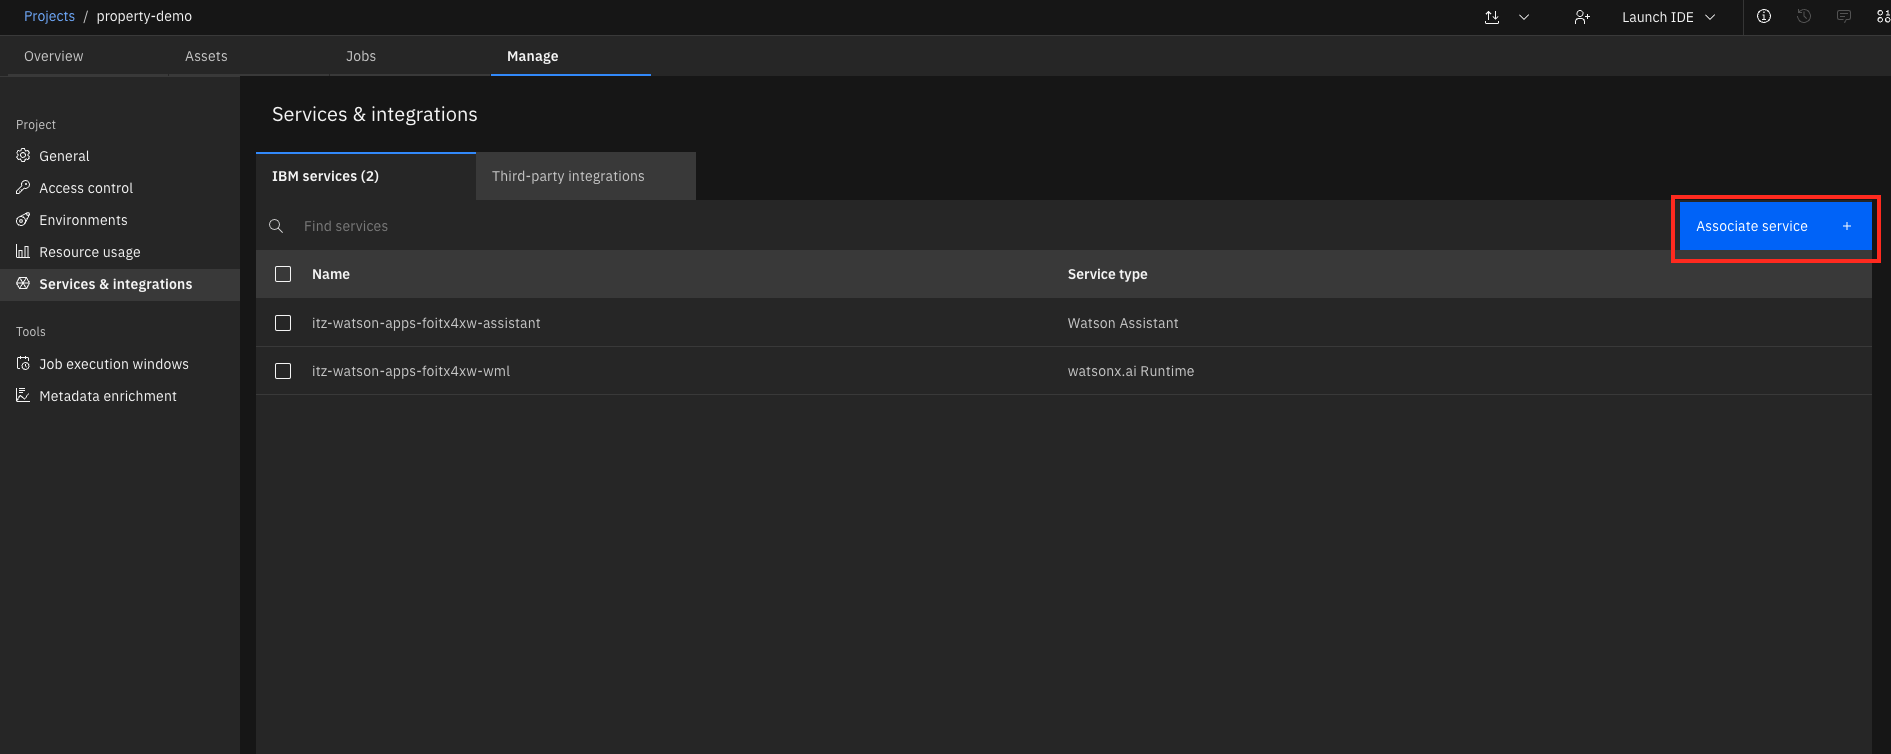 Projects / property-demo
Launch IDE
Overview
Assets
Jobs
Manage
Project
General
Access control
Environments
Resource usage
Services & integrations
Tools
Job execution windows
Metadata enrichment
Services & integrations
IBM services (2)
Third-party integrations
Find services
Associate service +
Name
Service type
itz-watson-apps-foitx4xw-assistant
Watson Assistant
itz-watson-apps-foitx4xw-wml
watsonx.ai Runtime